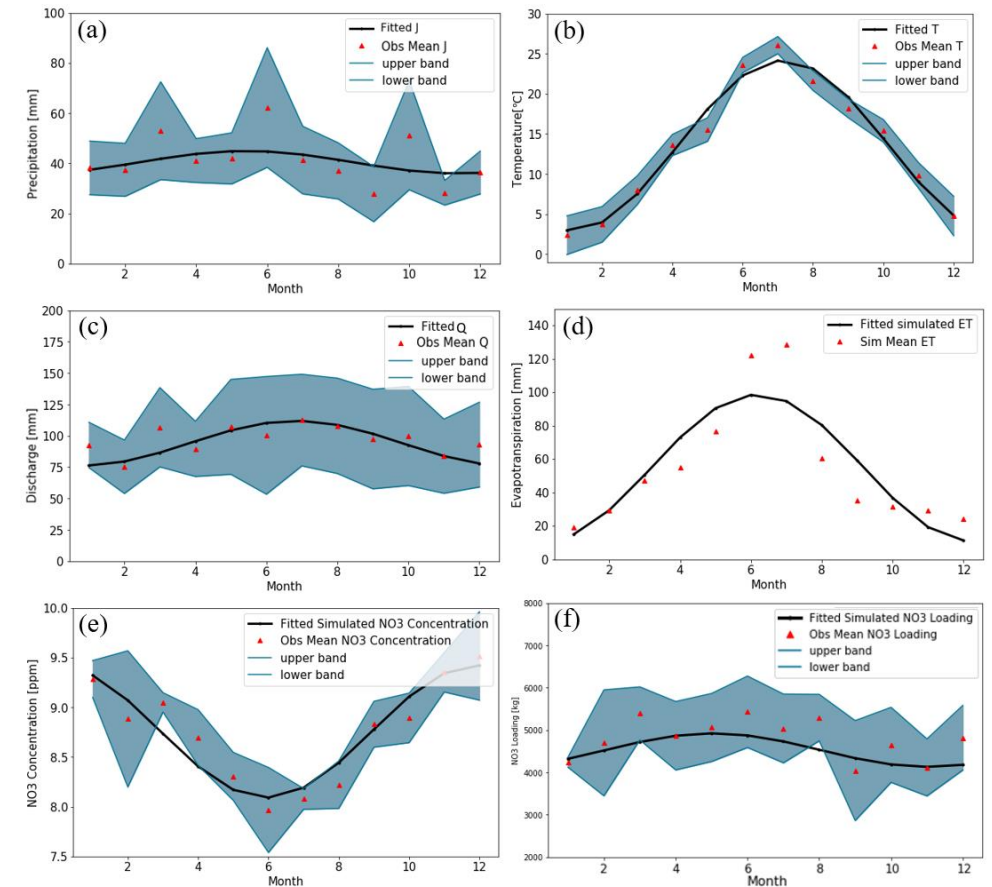 (a)
Fitted J
Obs Mean J
upper band
lower band
100
80
60
40
20
0
Precipitation [mm]
2 4 6 8 10 12
Month
(b)
Fitted T
Obs Mean T
upper band
lower band
30
25
20
15
10
5
0
Temperature[℃]
2 4 6 8 10 12
Month
(c)
Fitted Q
Obs Mean Q
upper band
lower band
200
175
150
125
100
75
50
25
0
Discharge [mm]
2 4 6 8 10 12
Month
(d)
Fitted simulated ET
Sim Mean ET
140
120
100
80
60
40
20
0
Evapotranspiration [mm]
2 4 6 8 10 12
Month
(e)
Fitted Simulated NO3 Concentration
Obs Mean NO3 Concentration
upper band
lower band
10.0
9.5
9.0
8.5
8.0
7.5
NO3 Concentration [ppm]
2 4 6 8 10 12
Month
(f)
Fitted Simulated NO3 Loading
Obs Mean NO3 Loading
upper band
lower band
8000
7000
6000
5000
4000
3000
2000
NO3 Loading [kg]
2 4 6 8 10 12
Month